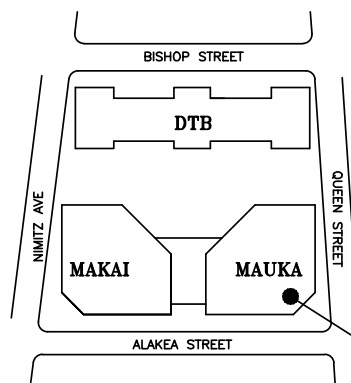 BISHOP STREET
DTB
NIMITZ AVE
QUEEN STREET
MAKAI
MAUKA
ALAKEA STREET